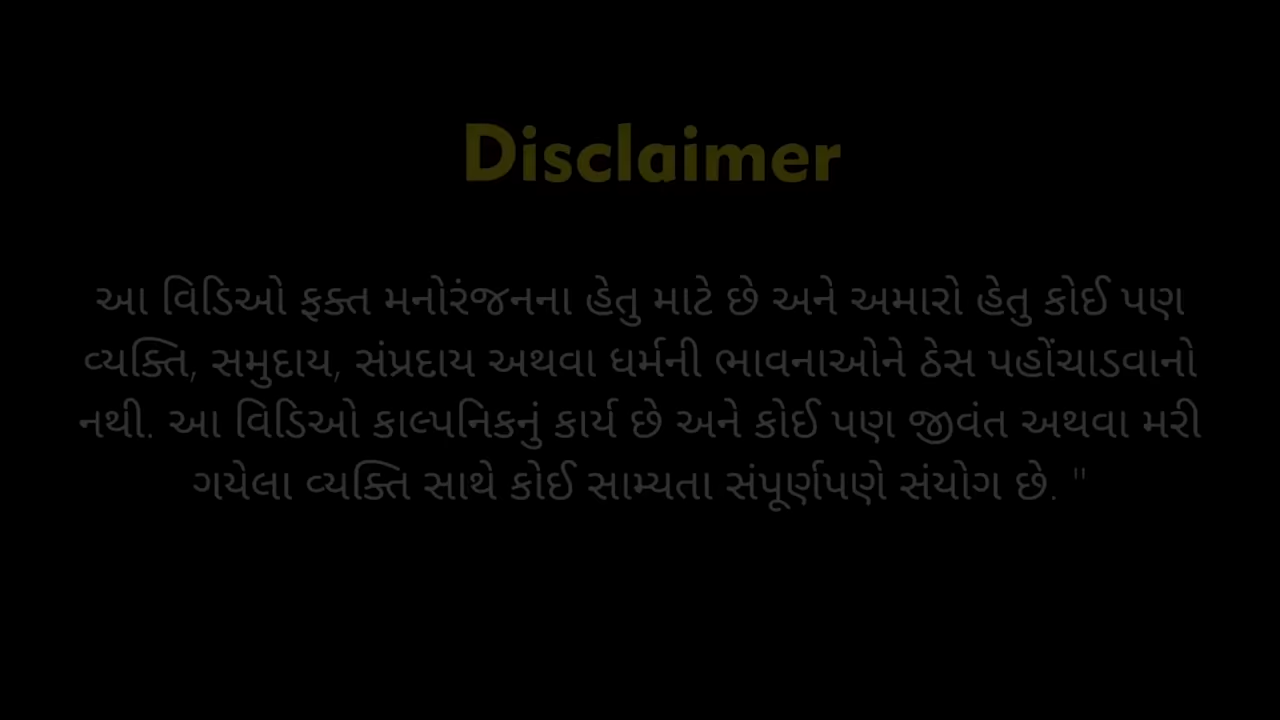 Disclaimer
આ વિડિઓ ફક્ત મનોરંજનના હેતુ માટે છે અને અમારો હેતુ કોઈ પણ
વ્યક્તિ, સમુદાય, સંપ્રદાય અથવા ધર્મની ભાવનાઓને ઠેસ પહોંચાડવાનો
નથી. આ વિડિઓ કાલ્પનિકનું કાર્ય છે અને કોઈ પણ જીવંત અથવા મરી
ગયેલા વ્યક્તિ સાથે કોઈ સામ્યતા સંપૂર્ણપણે સંયોગ છે. "